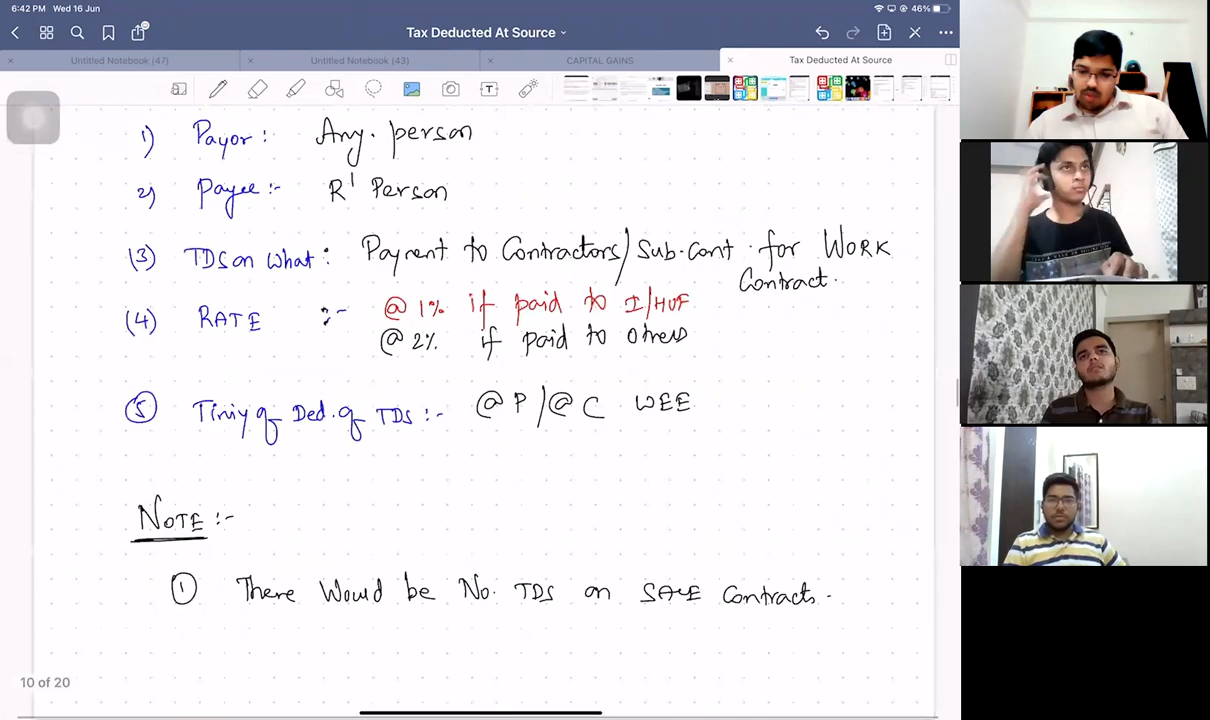 6:42 PM Wed 16 Jun
46%
Tax Deducted At Source
Untitled Notebook (47)
Untitled Notebook (43)
CAPITAL GAINS
Tax Deducted At Source
1) Payor: Any. person
2) Payee :- R' Person
(3) TDS on What: Payment to Contractors/Sub.Cont. for WORK
Contract.
(4) RATE :- @ 1% if paid to I/HUF
@ 2% if paid to Otress
5 Timiy of Ded. of TDS :- @ P/@ C WEE
NOTE :-
1 There Would be No. TDS on SALE Contracts.
10 of 20